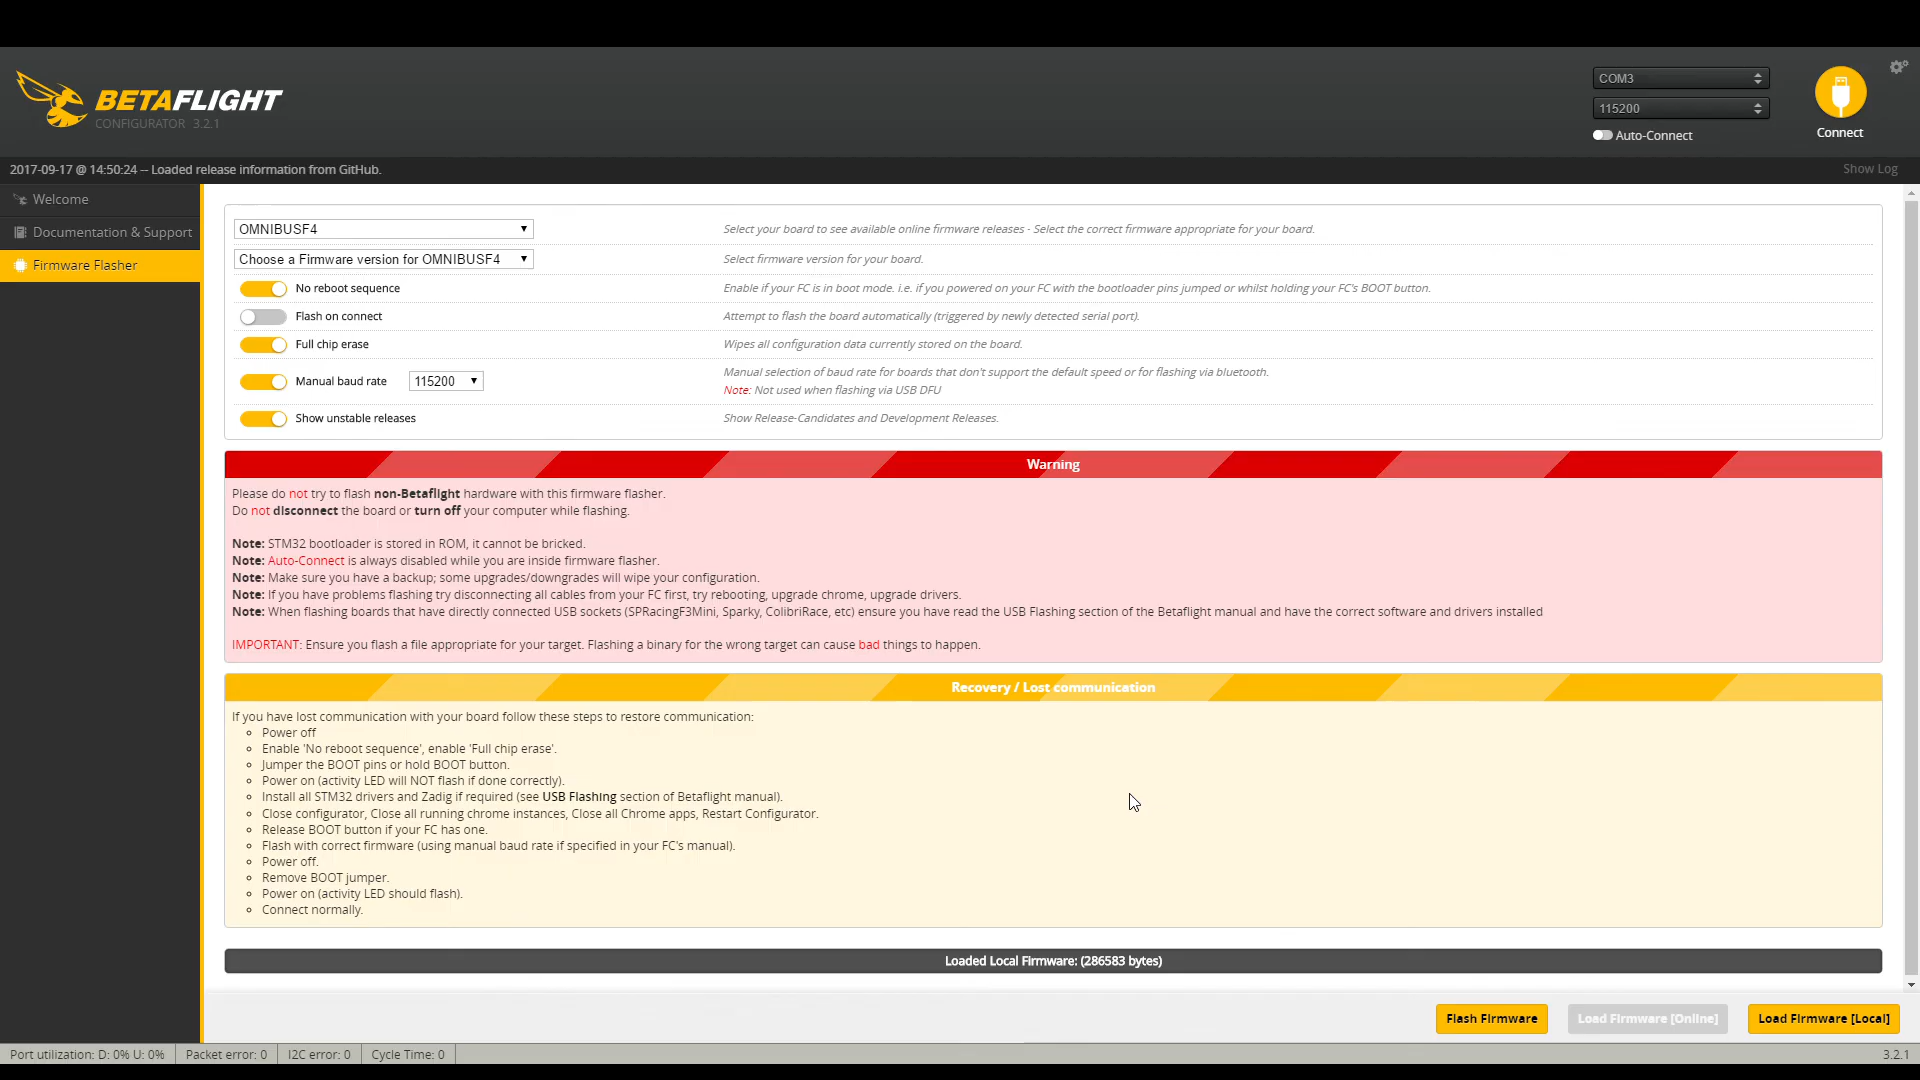 BETAFLIGHT
CONFIGURATOR 3.2.1
COM3
115200
Auto-Connect
Connect
2017-09-17 @ 14:50:24 -- Loaded release information from GitHub.
Show Log
Welcome
Documentation & Support
Firmware Flasher
OMNIBUSF4
Select your board to see available online firmware releases - Select the correct firmware appropriate for your board.
Choose a Firmware version for OMNIBUSF4
Select firmware version for your board.
No reboot sequence
Enable if your FC is in boot mode. i.e. if you powered on your FC with the bootloader pins jumped or whilst holding your FC's BOOT button.
Flash on connect
Attempt to flash the board automatically (triggered by newly detected serial port).
Full chip erase
Wipes all configuration data currently stored on the board.
Manual baud rate
115200
Manual selection of baud rate for boards that don't support the default speed or for flashing via bluetooth.
Note: Not used when flashing via USB DFU
Show unstable releases
Show Release-Candidates and Development Releases.
Warning
Please do not try to flash non-Betaflight hardware with this firmware flasher.
Do not disconnect the board or turn off your computer while flashing.
Note: STM32 bootloader is stored in ROM, it cannot be bricked.
Note: Auto-Connect is always disabled while you are inside firmware flasher.
Note: Make sure you have a backup; some upgrades/downgrades will wipe your configuration.
Note: If you have problems flashing try disconnecting all cables from your FC first, try rebooting, upgrade chrome, upgrade drivers.
Note: When flashing boards that have directly connected USB sockets (SPRacingF3Mini, Sparky, ColibriRace, etc) ensure you have read the USB Flashing section of the Betaflight manual and have the correct software and drivers installed
IMPORTANT: Ensure you flash a file appropriate for your target. Flashing a binary for the wrong target can cause bad things to happen.
Recovery / Lost communication
If you have lost communication with your board follow these steps to restore communication:
Power off
Enable 'No reboot sequence', enable 'Full chip erase'.
Jumper the BOOT pins or hold BOOT button.
Power on (activity LED will NOT flash if done correctly).
Install all STM32 drivers and Zadig if required (see USB Flashing section of Betaflight manual).
Close configurator, Close all running chrome instances, Close all Chrome apps, Restart Configurator.
Release BOOT button if your FC has one.
Flash with correct firmware (using manual baud rate if specified in your FC's manual).
Power off.
Remove BOOT jumper.
Power on (activity LED should flash).
Connect normally.
Loaded Local Firmware: (286583 bytes)
Flash Firmware
Load Firmware [Online]
Load Firmware [Local]
Port utilization: D: 0% U: 0%
Packet error: 0
I2C error: 0
Cycle Time: 0
3.2.1